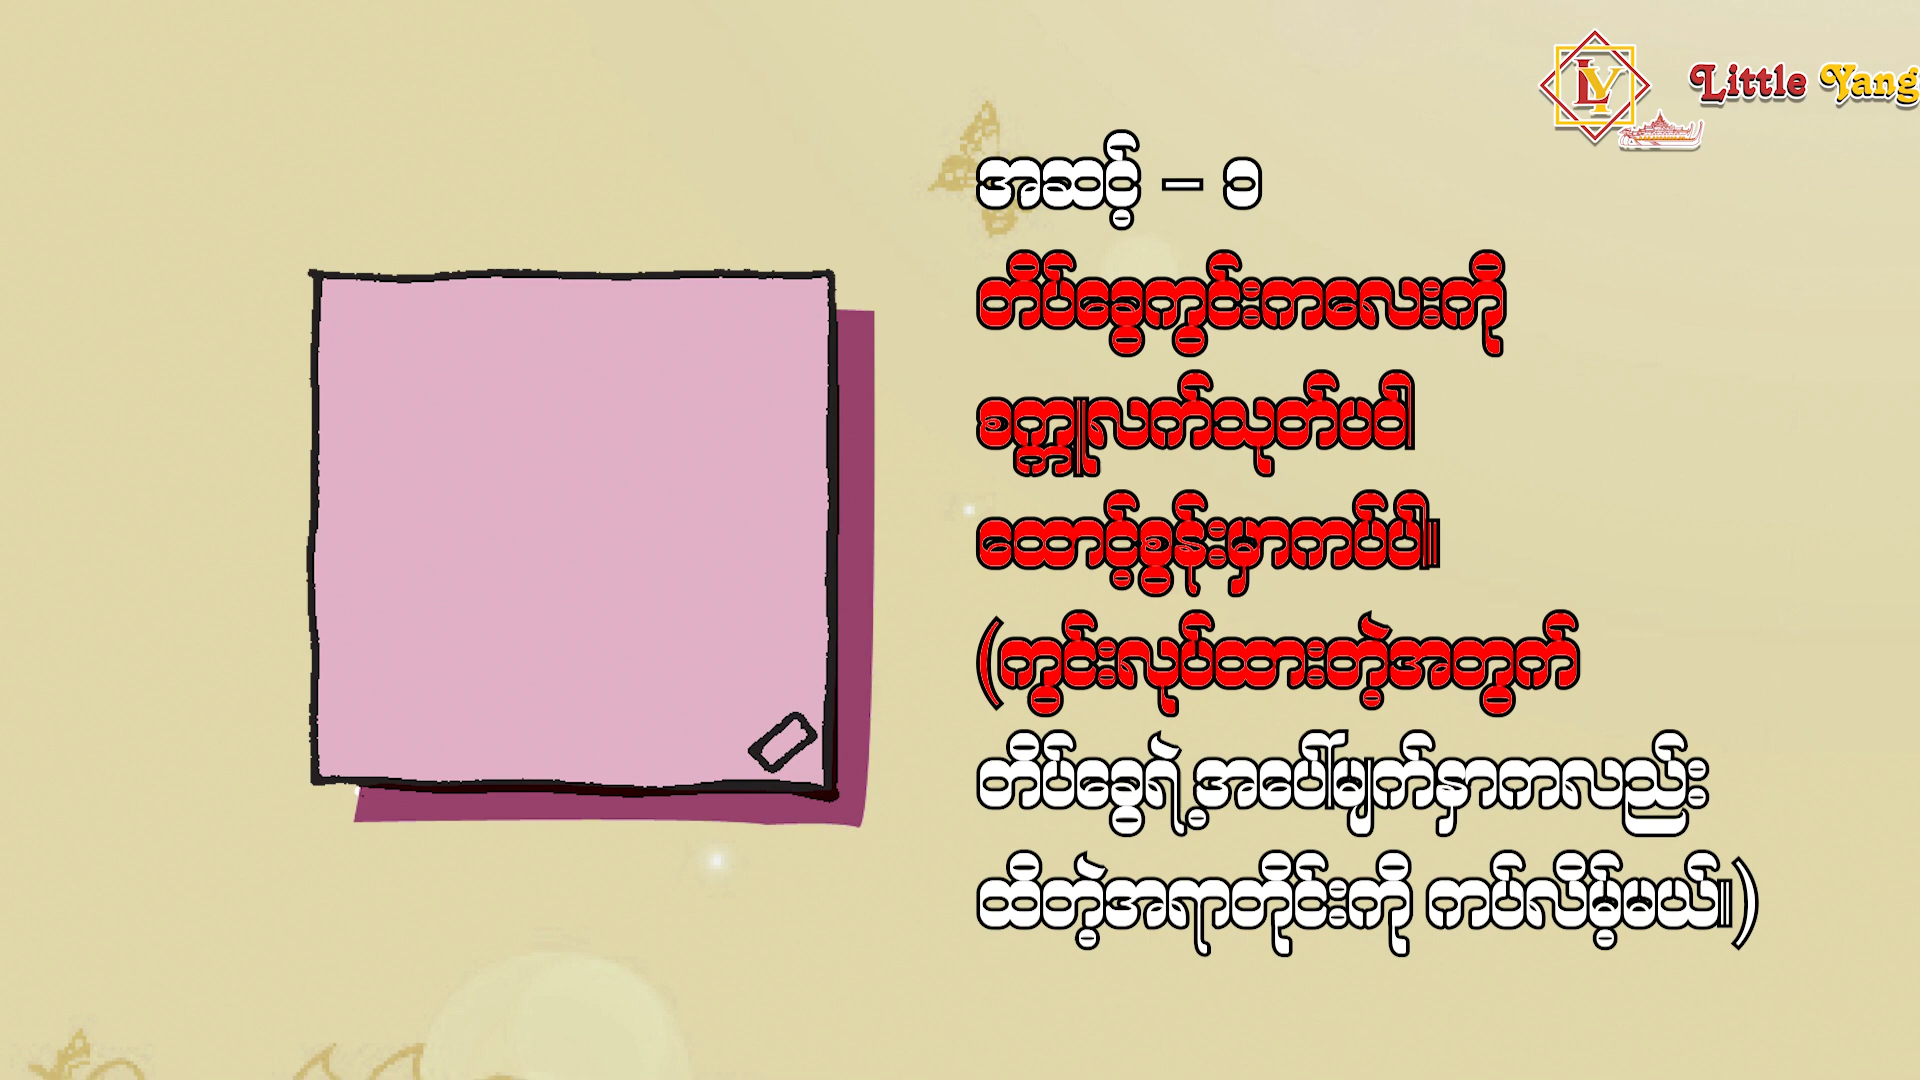 LY
Little Yang
အဆင့် – ၁
တိပ်ခွေကွင်းကလေးကို
စက္ကူလက်သုတ်ပဝါ
ထောင့်စွန်းမှာကပ်ပါ။
(ကွင်းလုပ်ထားတဲ့အတွက်
တိပ်ခွေရဲ့အပေါ်မျက်နှာကလည်း
ထိတဲ့အရာတိုင်းကို ကပ်လိမ့်မယ်။)